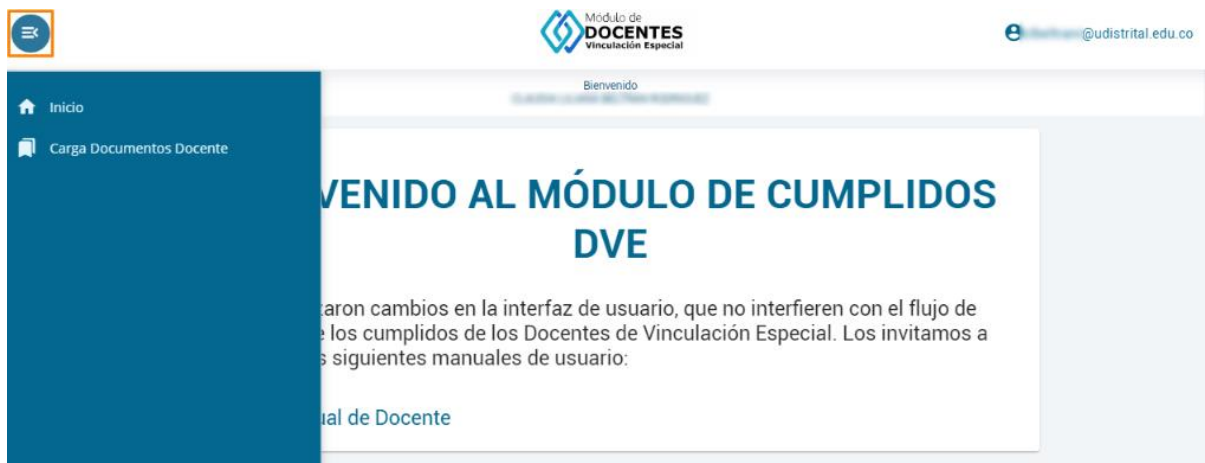 Módulo de
DOCENTES
Vinculación Especial
@udistrital.edu.co
Bienvenido
Inicio
Carga Documentos Docente
VENIDO AL MÓDULO DE CUMPLIDOS
DVE
aron cambios en la interfaz de usuario, que no interfieren con el flujo de
los cumplidos de los Docentes de Vinculación Especial. Los invitamos a
siguientes manuales de usuario:
ual de Docente